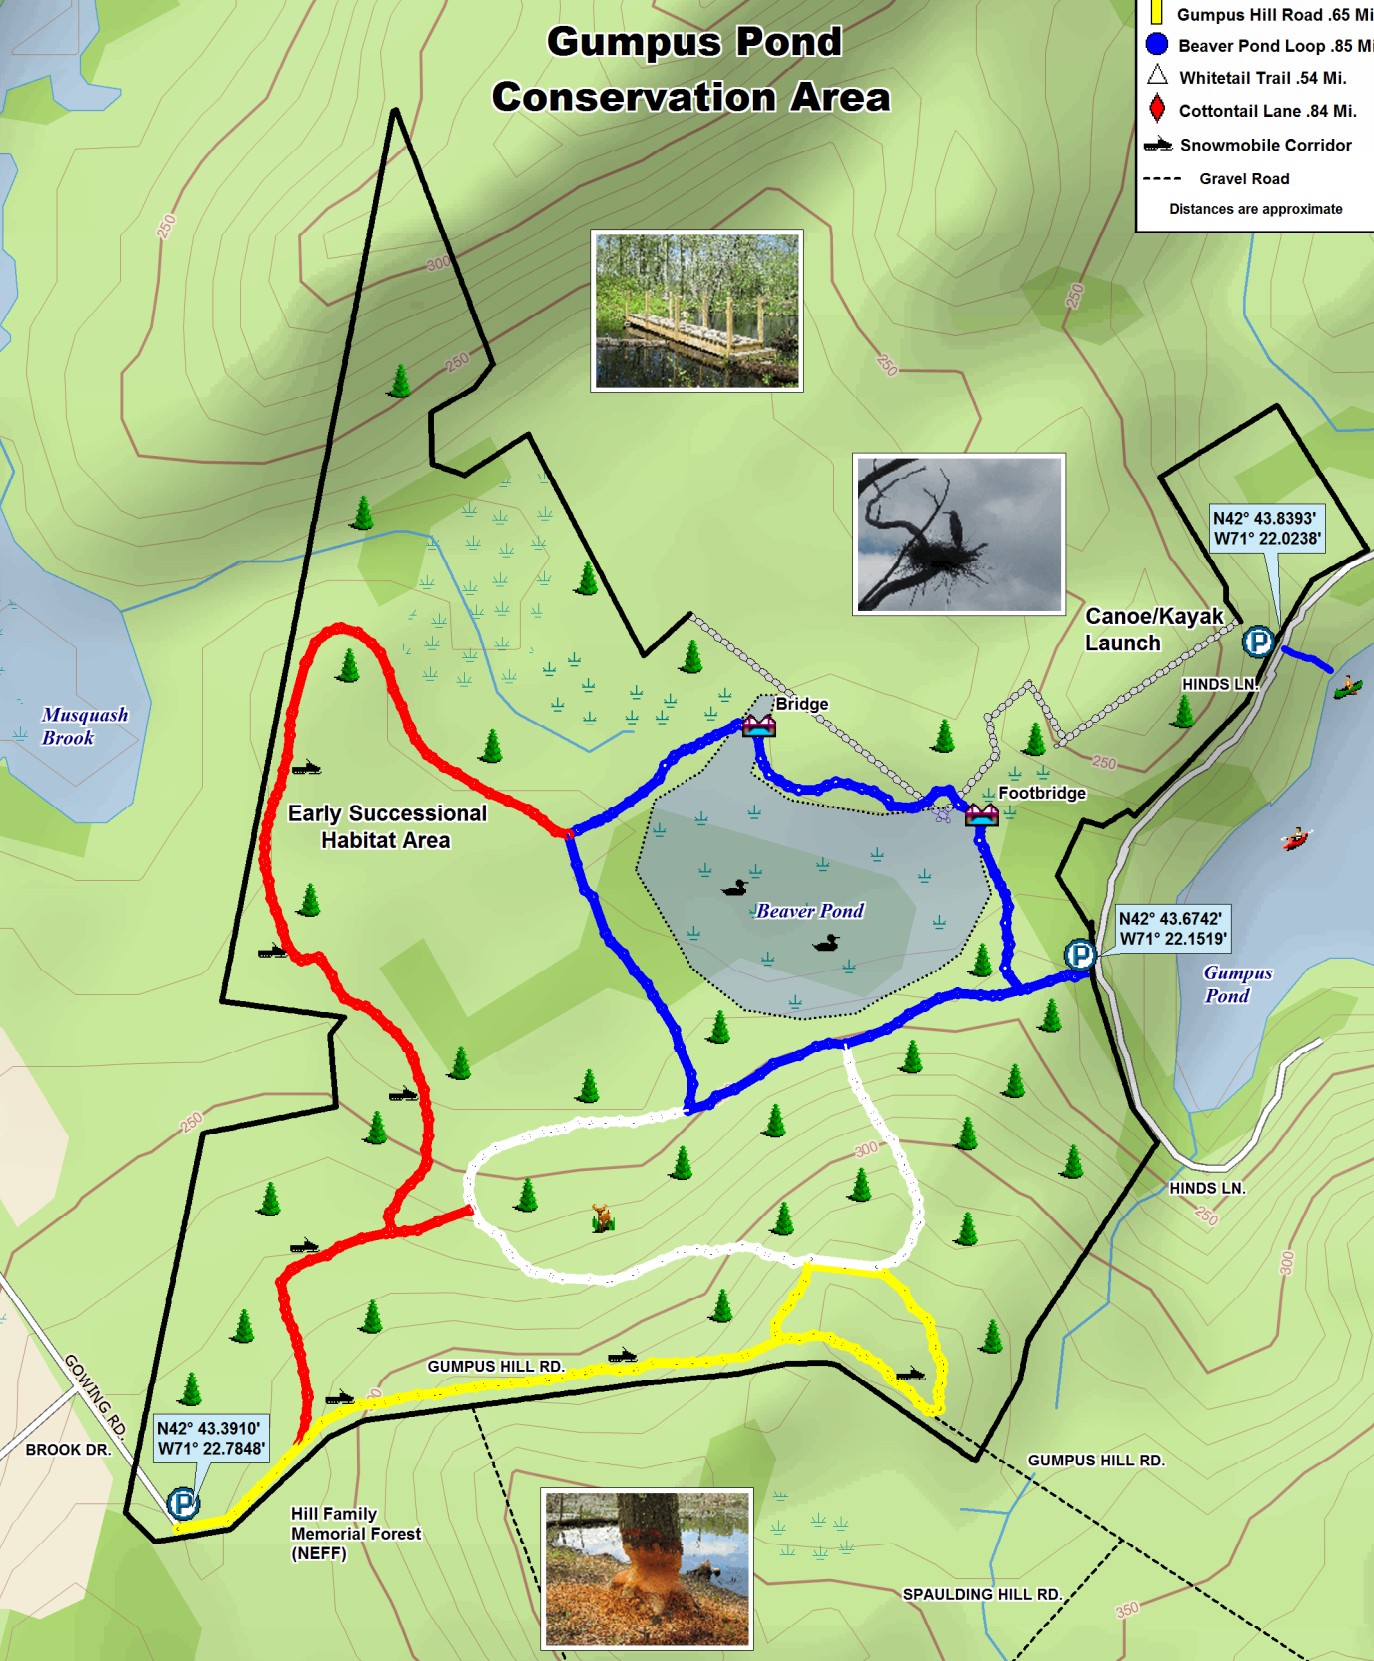 Gumpus Pond
Conservation Area
Gumpus Hill Road .65 Mi
Beaver Pond Loop .85 Mi
Whitetail Trail .54 Mi.
Cottontail Lane .84 Mi.
Snowmobile Corridor
Gravel Road
Distances are approximate
250
300
250
250
250
N42° 43.8393'
W71° 22.0238'
Canoe/Kayak
Launch
P
HINDS LN.
Musquash
Brook
Bridge
250
Footbridge
Early Successional
Habitat Area
Beaver Pond
N42° 43.6742'
W71° 22.1519'
P
Gumpus
Pond
250
300
HINDS LN.
250
300
GOWING RD.
GUMPUS HILL RD.
BROOK DR.
N42° 43.3910'
W71° 22.7848'
P
GUMPUS HILL RD.
Hill Family
Memorial Forest
(NEFF)
SPAULDING HILL RD.
350